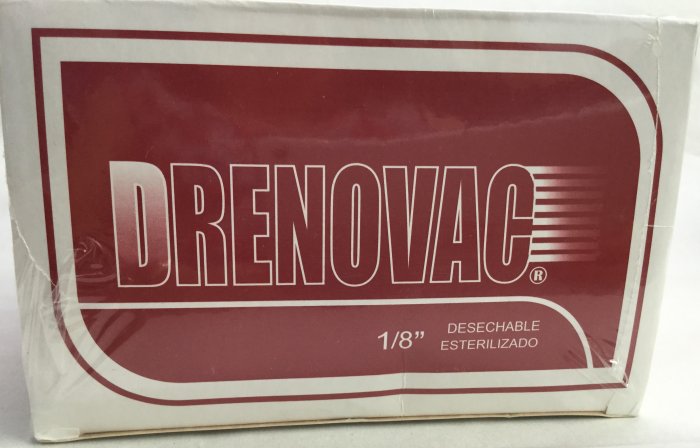 DRENOVAC®
1/8” DESECHABLE
ESTERILIZADO